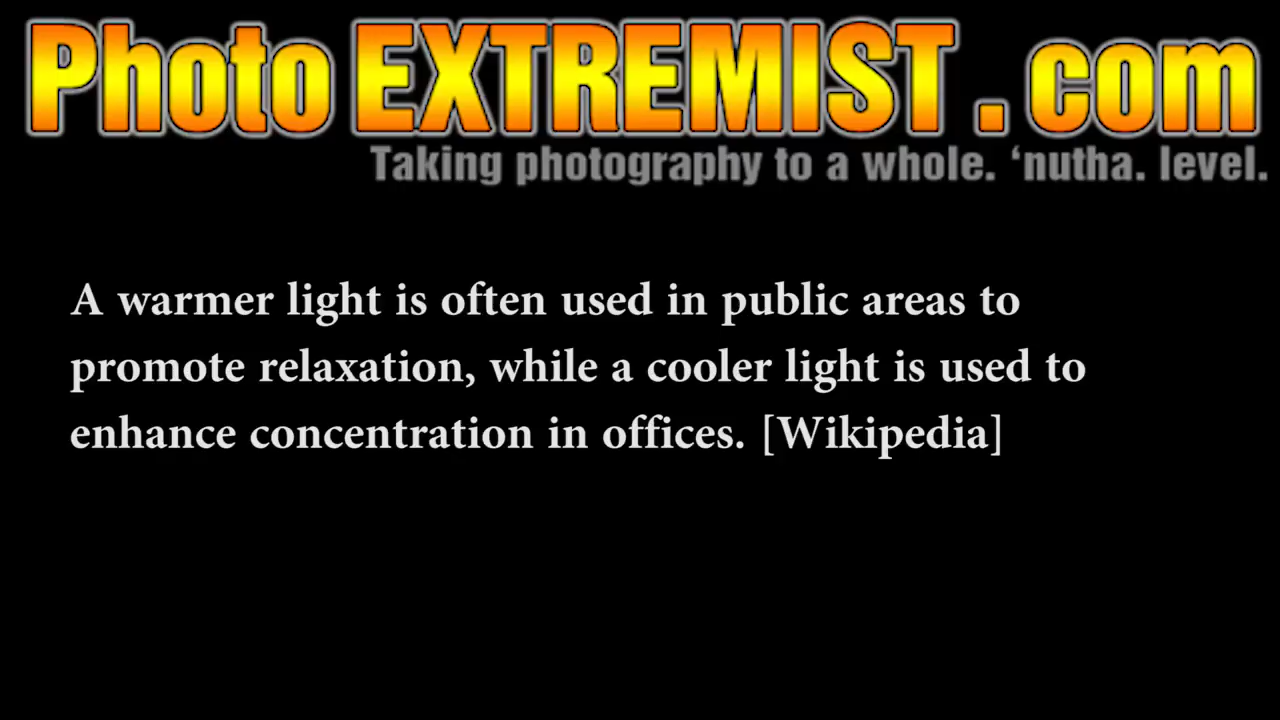 Photo EXTREMIST.com
Taking photography to a whole. ‘nutha. level.
A warmer light is often used in public areas to
promote relaxation, while a cooler light is used to
enhance concentration in offices. [Wikipedia]